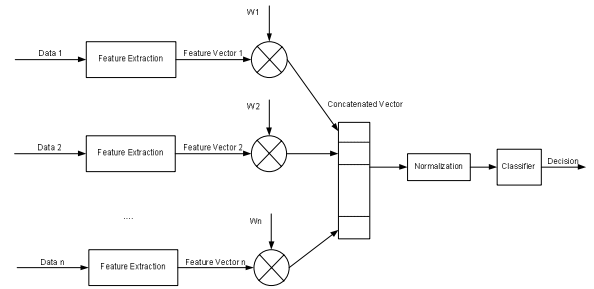 W1
Data 1
Feature Extraction
Feature Vector 1
Concatenated Vector
W2
Data 2
Feature Extraction
Feature Vector 2
Normalization
Classifier
Decision
....
Wn
Data n
Feature Extraction
Feature Vector n